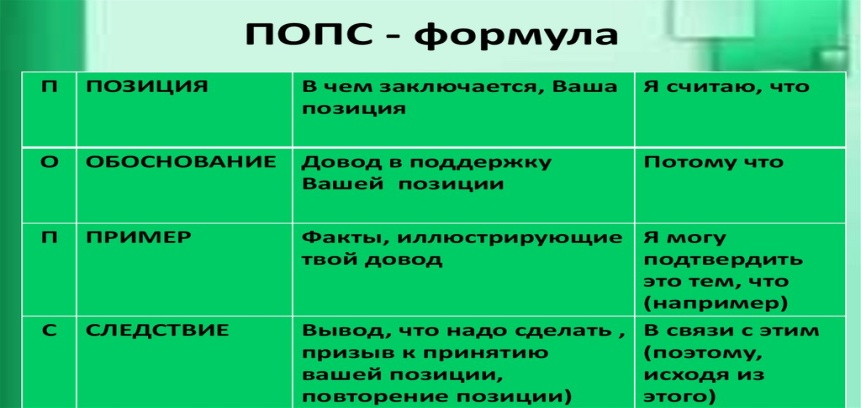 ПОПС - формула
П ПОЗИЦИЯ В чем заключается, Ваша Я считаю, что
позиция
О ОБОСНОВАНИЕ Довод в поддержку Потому что
Вашей позиции
П ПРИМЕР Факты, иллюстрирующие Я могу
твой довод подтвердить
это тем, что
(например)
С СЛЕДСТВИЕ Вывод, что надо сделать , В связи с этим
призыв к принятию (поэтому,
вашей позиции, исходя из
повторение позиции) этого)